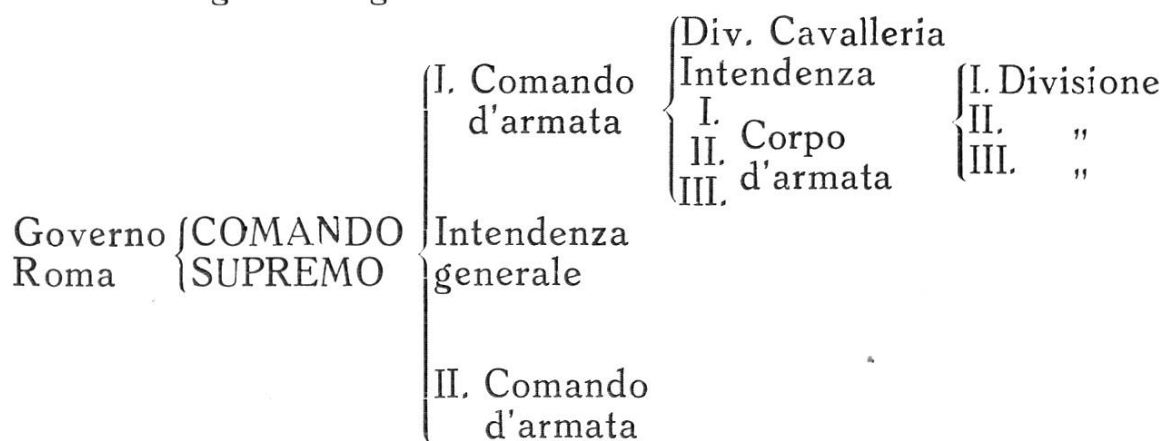 Div. Cavalleria
I. Comando
d'armata
Intendenza
I.
II.
III.
Corpo
d'armata
I. Divisione
II. "
III. "
Governo
Roma
COMANDO
SUPREMO
Intendenza
generale
II. Comando
d'armata